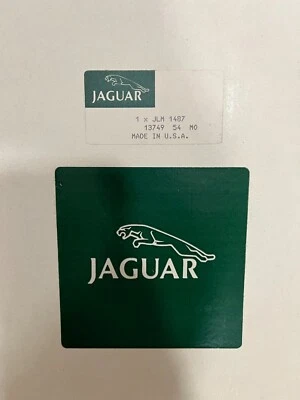 JAGUAR
1 x JLM 1487
13749 54 MO
MADE IN U.S.A.
JAGUAR